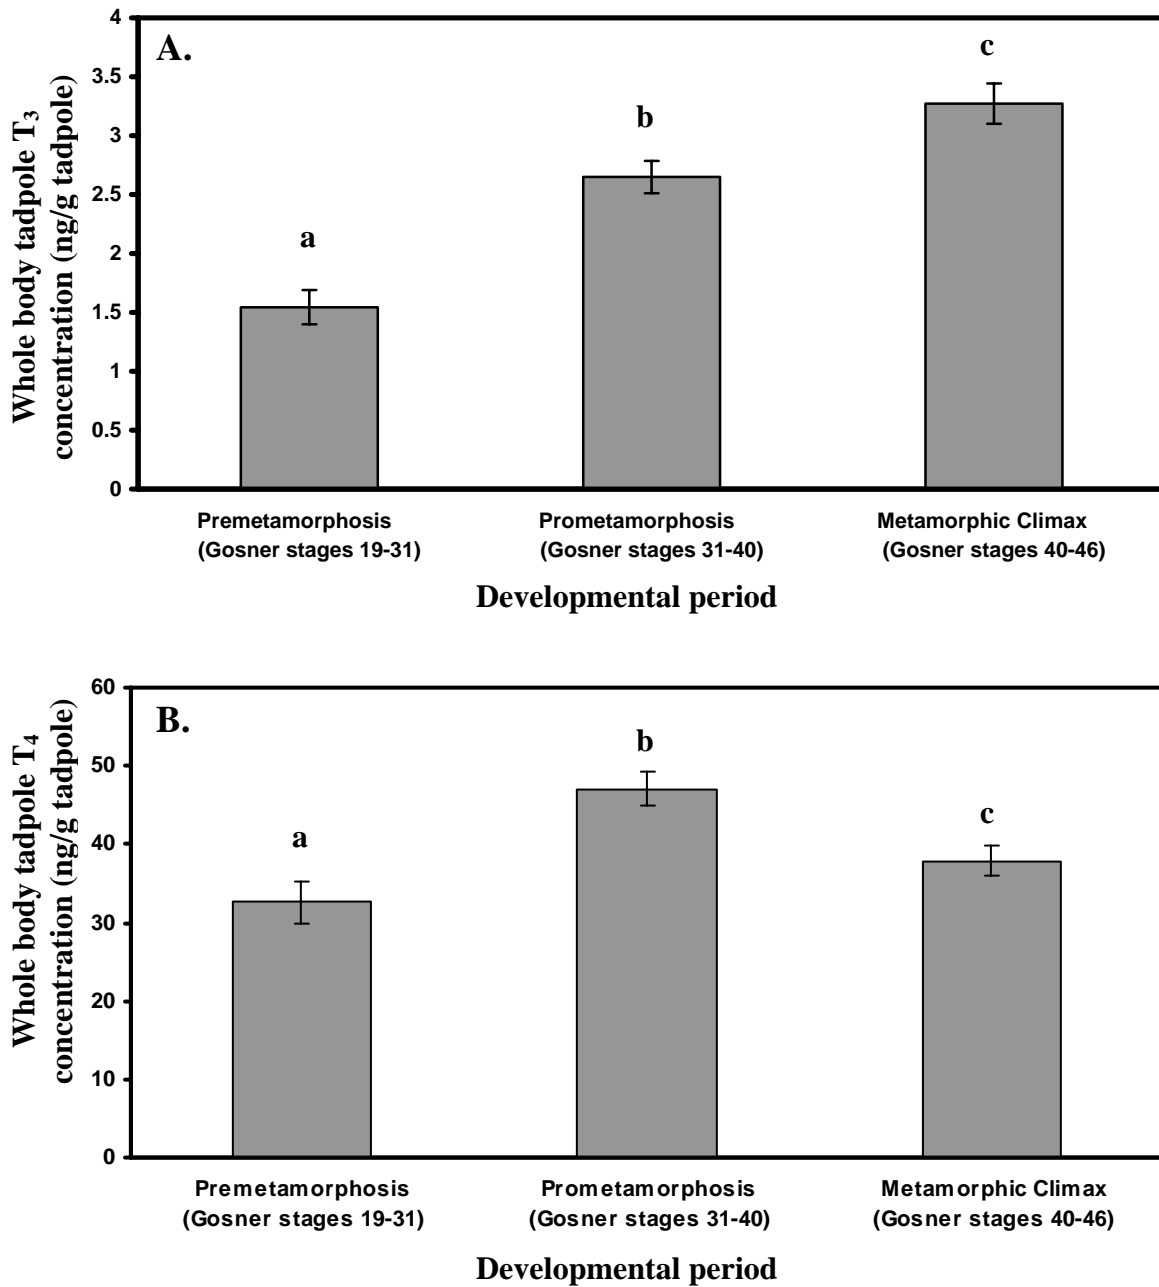 A.
Whole body tadpole T3
concentration (ng/g tadpole)
4
3.5
3
2.5
2
1.5
1
0.5
0
a
b
c
Premetamorphosis
(Gosner stages 19-31)
Prometamorphosis
(Gosner stages 31-40)
Metamorphic Climax
(Gosner stages 40-46)
Developmental period
B.
Whole body tadpole T4
concentration (ng/g tadpole)
60
50
40
30
20
10
0
a
b
c
Premetamorphosis
(Gosner stages 19-31)
Prometamorphosis
(Gosner stages 31-40)
Metamorphic Climax
(Gosner stages 40-46)
Developmental period